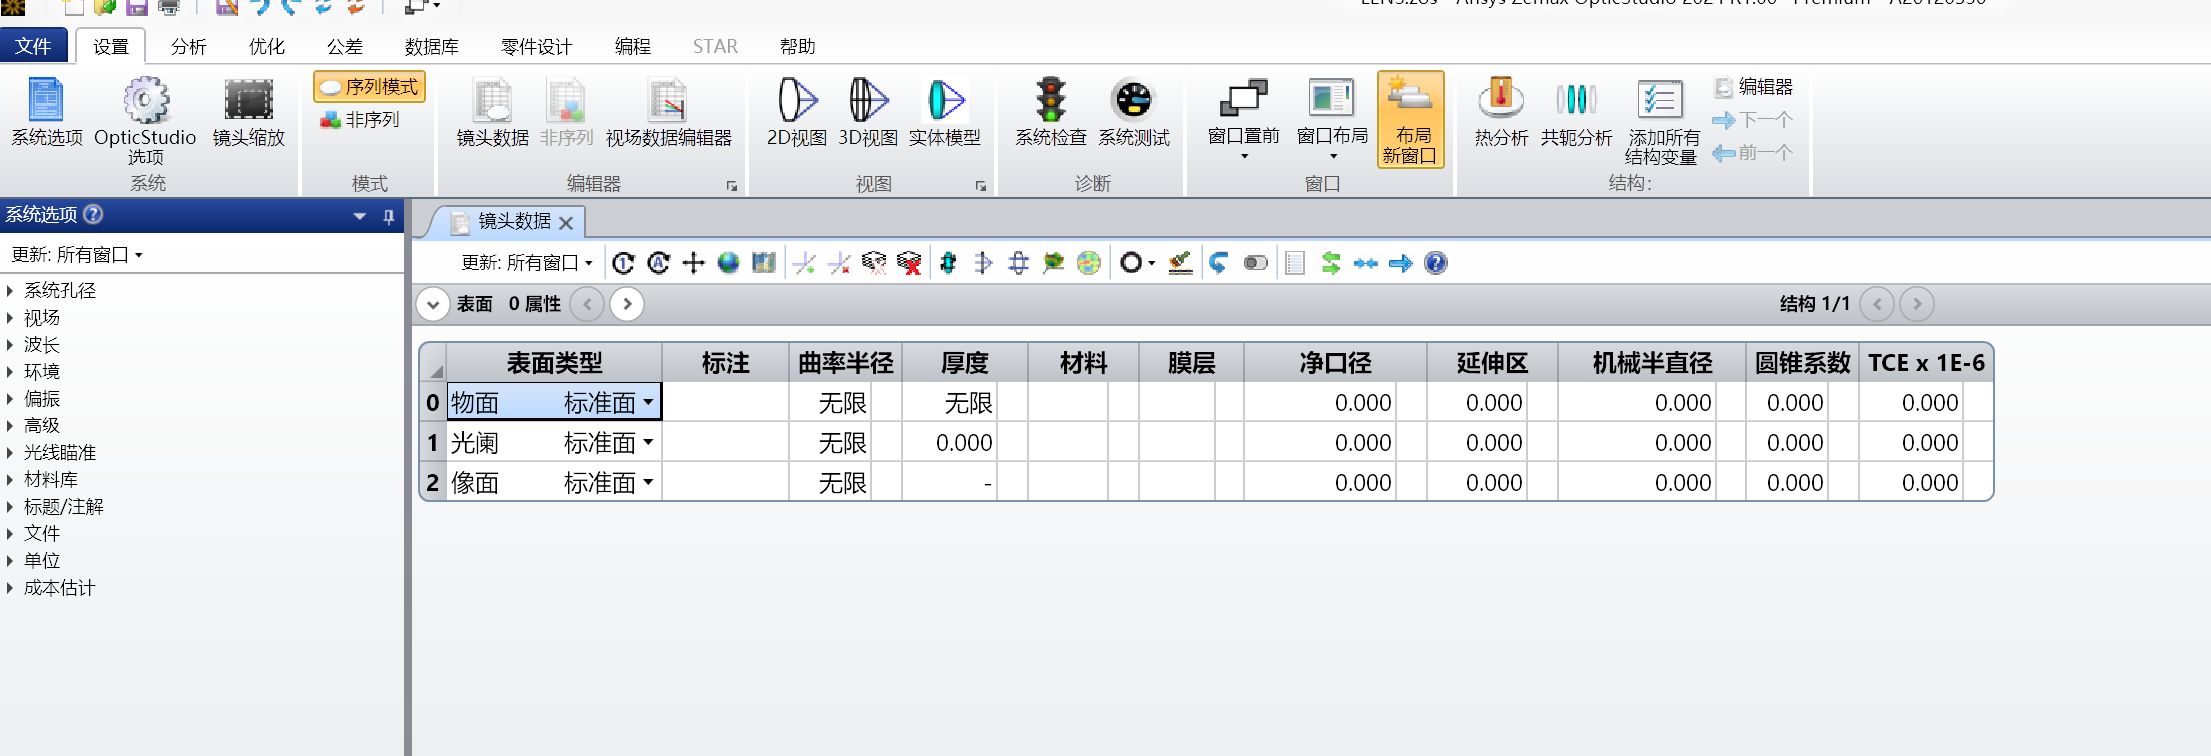 文件 设置 分析 优化 公差 数据库 零件设计 编程 STAR 帮助
系统选项 OpticStudio 选项 镜头缩放
系统
序列模式
非序列
模式
镜头数据 非序列 视场数据编辑器
编辑器
2D视图 3D视图 实体模型
视图
系统检查 系统测试
诊断
窗口置前 窗口布局 布局 新窗口
窗口
热分析 共轭分析 添加所有 结构变量
编辑器
下一个
前一个
结构:
系统选项
更新: 所有窗口
系统孔径
视场
波长
环境
偏振
高级
光线瞄准
材料库
标题/注解
文件
单位
成本估计
镜头数据
更新: 所有窗口
表面 0 属性
结构 1/1
表面类型 标注 曲率半径 厚度 材料 膜层 净口径 延伸区 机械半直径 圆锥系数 TCE x 1E-6
0 物面 标准面 无限 无限 0.000 0.000 0.000 0.000 0.000
1 光阑 标准面 无限 0.000 0.000 0.000 0.000 0.000 0.000
2 像面 标准面 无限 - 0.000 0.000 0.000 0.000 0.000